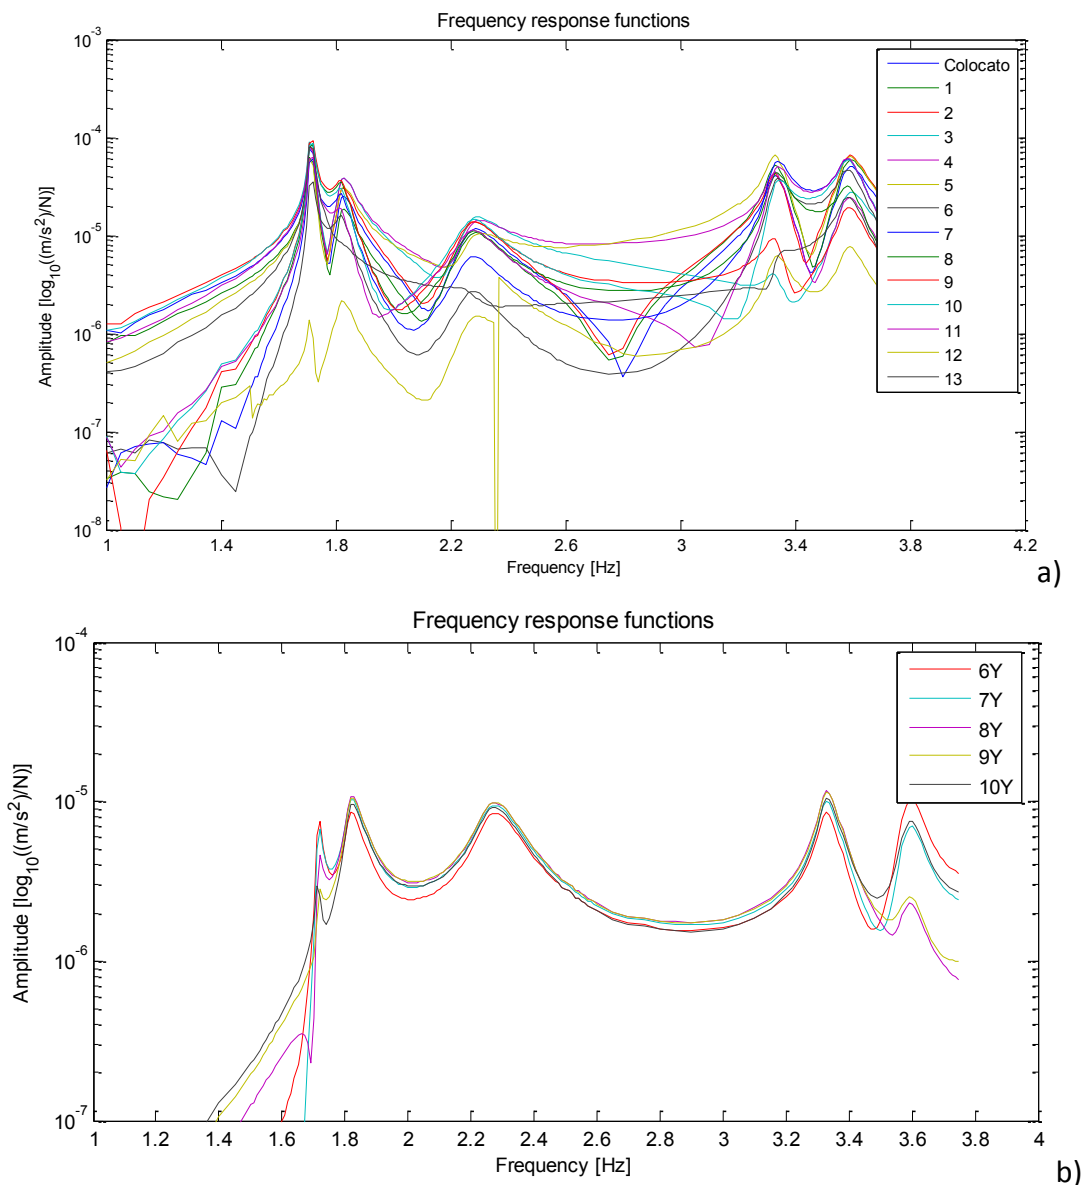 Frequency response functions
10-3
10-4
10-5
10-6
10-7
10-8
Amplitude [log10((m/s2)/N)]
1 1.4 1.8 2.2 2.6 3 3.4 3.8 4.2
Frequency [Hz]
Colocato
1
2
3
4
5
6
7
8
9
10
11
12
13
a)
Frequency response functions
10-4
10-5
10-6
10-7
Amplitude [log10((m/s2)/N)]
1 1.2 1.4 1.6 1.8 2 2.2 2.4 2.6 2.8 3 3.2 3.4 3.6 3.8 4
Frequency [Hz]
6Y
7Y
8Y
9Y
10Y
b)